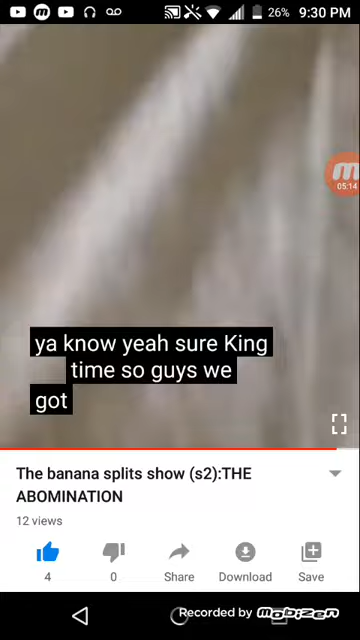 26% 9:30 PM
05:14
ya know yeah sure King
time so guys we
got
The banana splits show (s2):THE
ABOMINATION
12 views
4 0 Share Download Save
Recorded by mobizen